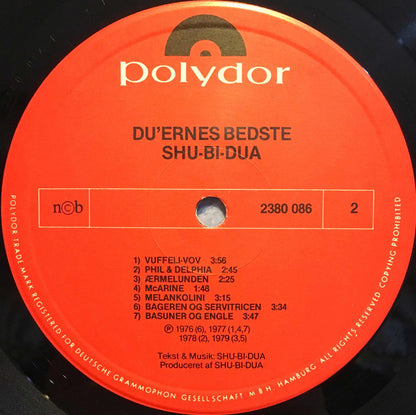 polydor
DU'ERNES BEDSTE
SHU-BI-DUA
n©b
2380 086
2
1) VUFFELI-VOV 3:56
2) PHIL & DELPHIA 2:45
3) ÆRMELUNDEN 2:25
4) McARINE 1:48
5) MELANKOLINI 3:15
6) BAGEREN OG SERVITRICEN 3:34
7) BASUNER OG ENGLE 3:47
Ⓟ 1976 (6), 1977 (1,4,7)
1978 (2), 1979 (3,5)
Tekst & Musik: SHU-BI-DUA
Produceret af SHU-BI-DUA
POLYDOR TRADE MARK REGISTERED FOR DEUTSCHE GRAMMOPHON GESELLSCHAFT M B H. HAMBURG ALL RIGHTS RESERVED COPYING PROHIBITED